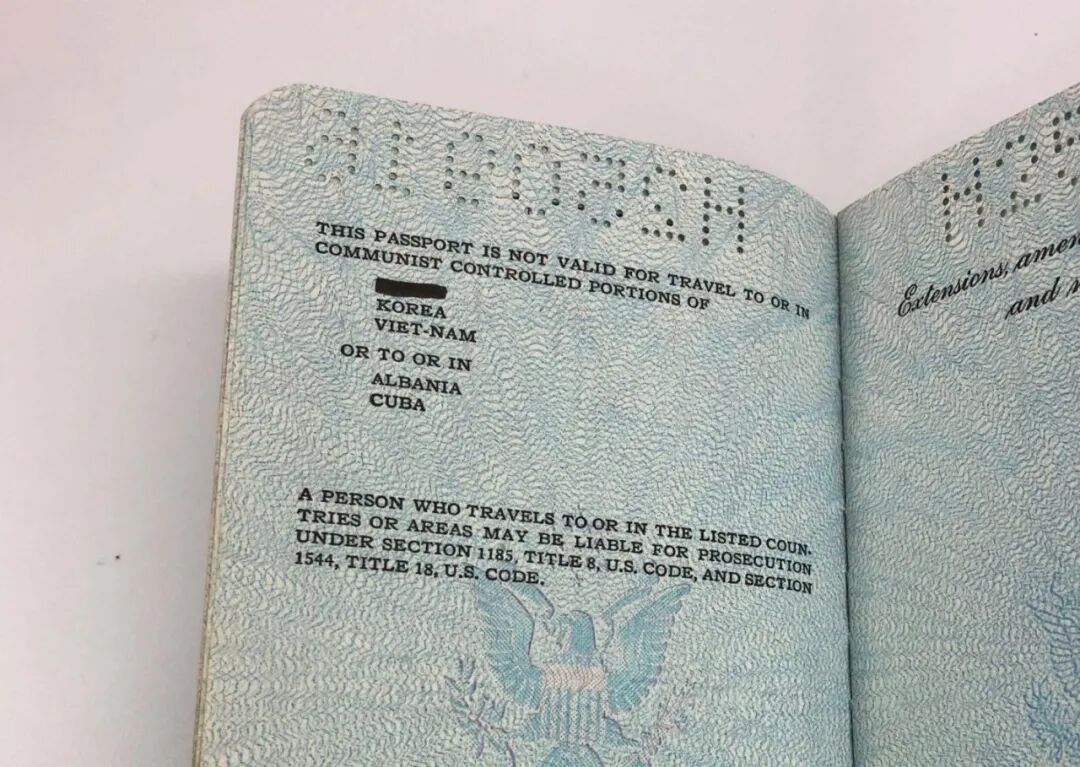 THIS PASSPORT IS NOT VALID FOR TRAVEL TO OR IN
COMMUNIST CONTROLLED PORTIONS OF
KOREA
VIET-NAM
OR TO OR IN
ALBANIA
CUBA
A PERSON WHO TRAVELS TO OR IN THE LISTED COUN-
TRIES OR AREAS MAY BE LIABLE FOR PROSECUTION
UNDER SECTION 1185, TITLE 8, U.S. CODE, AND SECTION
1544, TITLE 18, U.S. CODE.
Extensions, amen
and